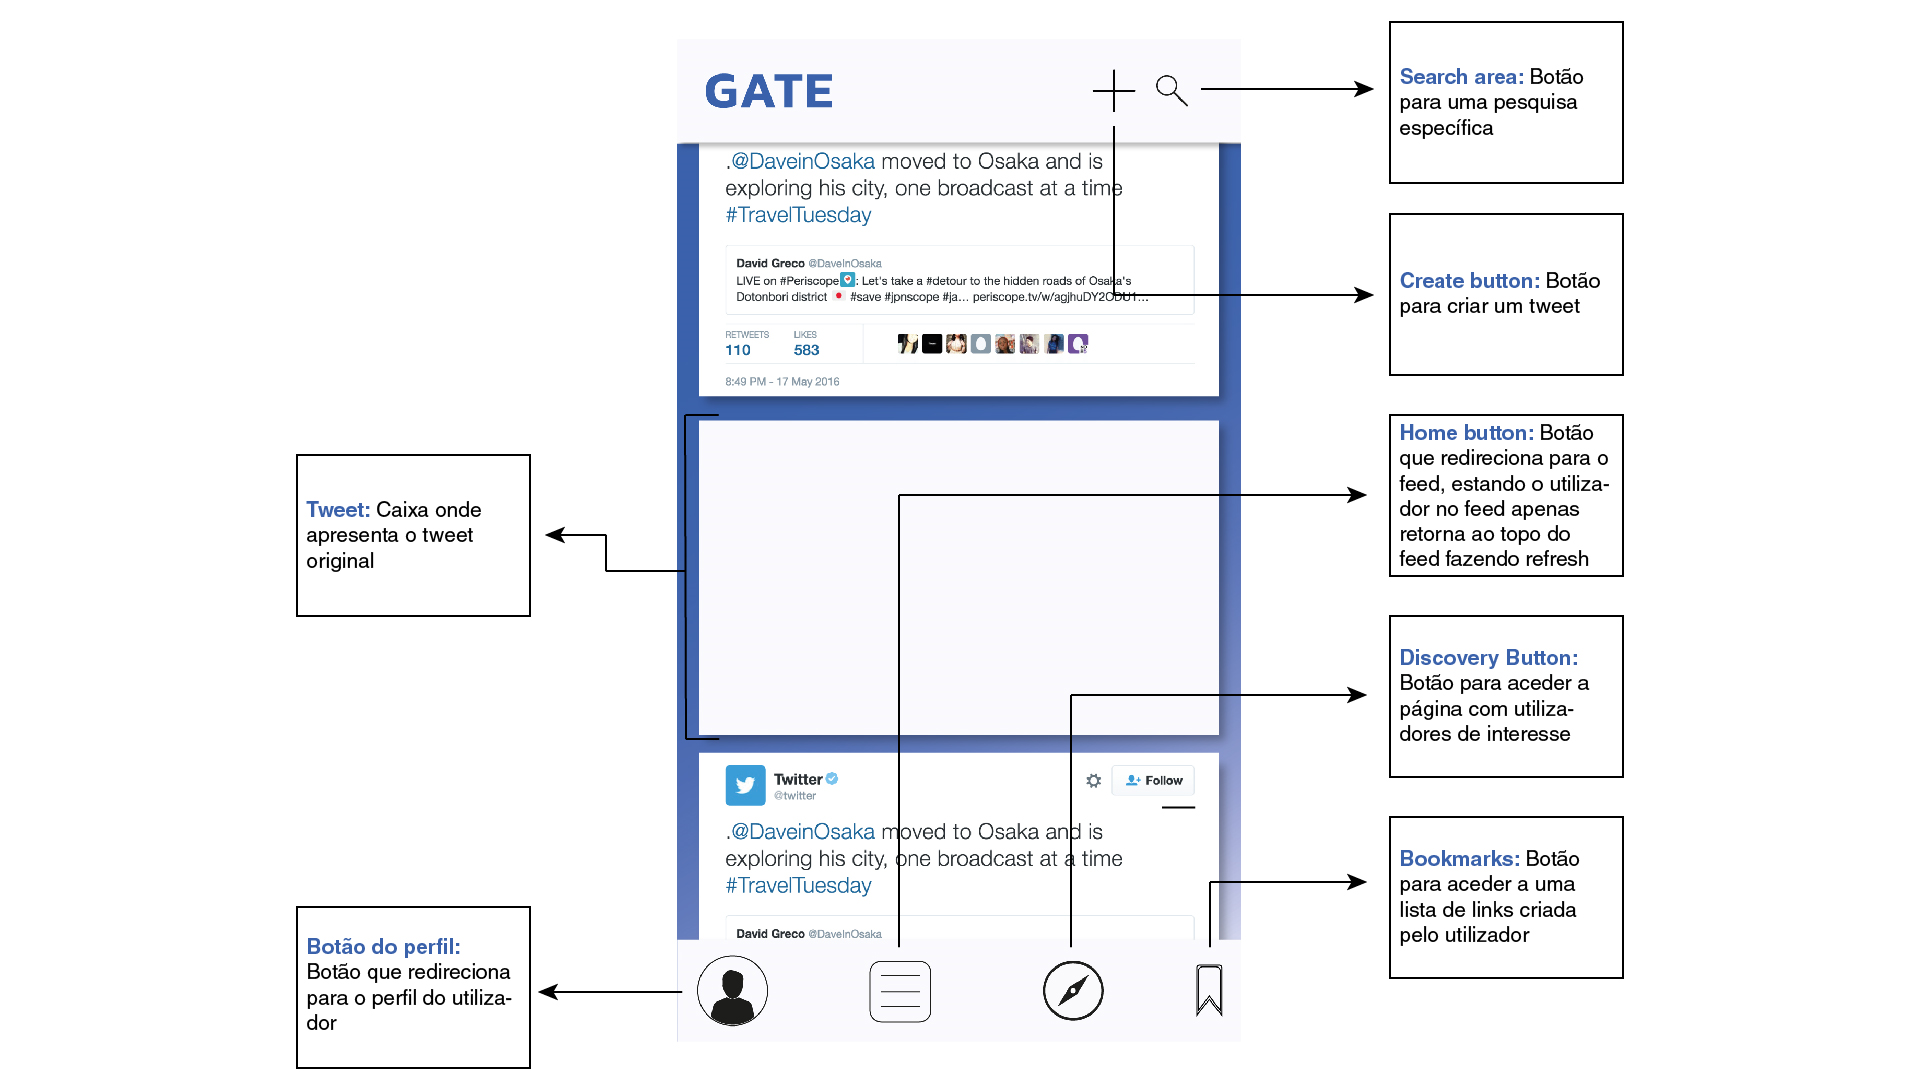 GATE
.@DaveinOsaka moved to Osaka and is
exploring his city, one broadcast at a time
#TravelTuesday
David Greco @DaveInOsaka
LIVE on #Periscope : Let's take a #detour to the hidden roads of Osaka's
Dotonbori district #save #jpnscope #ja... periscope.tv/w/agjhuDY2ODU1...
RETWEETS LIKES
110 583
8:49 PM - 17 May 2016
Twitter
@twitter
Follow
.@DaveinOsaka moved to Osaka and is
exploring his city, one broadcast at a time
#TravelTuesday
David Greco @DaveInOsaka
Tweet: Caixa onde
apresenta o tweet
original
Botão do perfil:
Botão que redireciona
para o perfil do utiliza-
dor
Search area: Botão
para uma pesquisa
específica
Create button: Botão
para criar um tweet
Home button: Botão
que redireciona para o
feed, estando o utiliza-
dor no feed apenas
retorna ao topo do
feed fazendo refresh
Discovery Button:
Botão para aceder a
página com utiliza-
dores de interesse
Bookmarks: Botão
para aceder a uma
lista de links criada
pelo utilizador